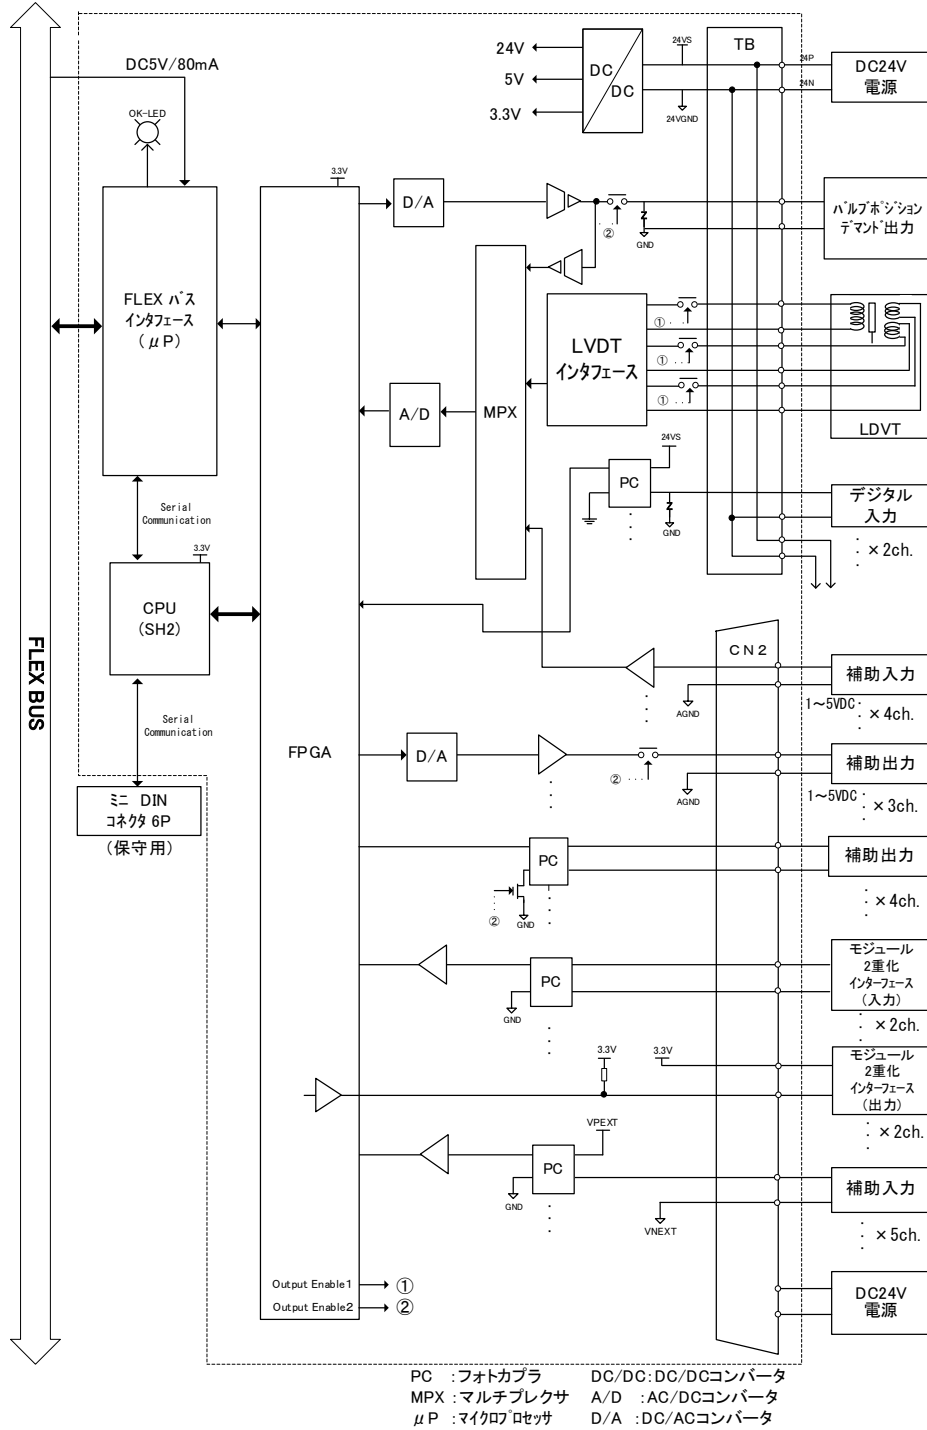 DC5V/80mA
OK-LED
24V
5V
3.3V
DC
DC
24VS
24VGND
TB
24P
24N
DC24V
電源
3.3V
D/A
②
GND
バルブポジション
デマンド出力
FLEX バス
インタフェース
(μP)
LVDT
インタフェース
①
①
①
LDVT
A/D
MPX
24VS
PC
GND
デジタル
入力
×2ch.
Serial
Communication
3.3V
CPU
(SH2)
FLEX BUS
CN2
補助入力
AGND
1～5VDC
×4ch.
Serial
Communication
FPGA
D/A
②
AGND
補助出力
1～5VDC
×3ch.
ミニ DIN
コネクタ 6P
(保守用)
PC
②
GND
補助出力
×4ch.
PC
GND
モジュール
2重化
インターフェース
(入力)
×2ch.
3.3V
3.3V
モジュール
2重化
インターフェース
(出力)
×2ch.
VPEXT
PC
GND
VNEXT
補助入力
×5ch.
Output Enable1 ①
Output Enable2 ②
DC24V
電源
PC :フォトカプラ DC/DC:DC/DCコンバータ
MPX :マルチプレクサ A/D :AC/DCコンバータ
μP :マイクロプロセッサ D/A :DC/ACコンバータ